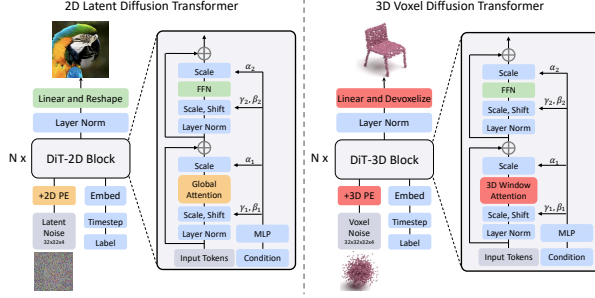 2D Latent Diffusion Transformer
Linear and Reshape
Layer Norm
N x
DiT-2D Block
+2D PE
Embed
Latent
Noise
32x32x4
Timestep
Label
Scale
α₂
FFN
Scale, Shift
γ₂, β₂
Layer Norm
Scale
α₁
Global
Attention
Scale, Shift
γ₁, β₁
Layer Norm
MLP
Input Tokens
Condition
3D Voxel Diffusion Transformer
Linear and Devoxelize
Layer Norm
N x
DiT-3D Block
+3D PE
Embed
Voxel
Noise
32x32x32x4
Timestep
Label
Scale
α₂
FFN
Scale, Shift
γ₂, β₂
Layer Norm
Scale
α₁
3D Window
Attention
Scale, Shift
γ₁, β₁
Layer Norm
MLP
Input Tokens
Condition